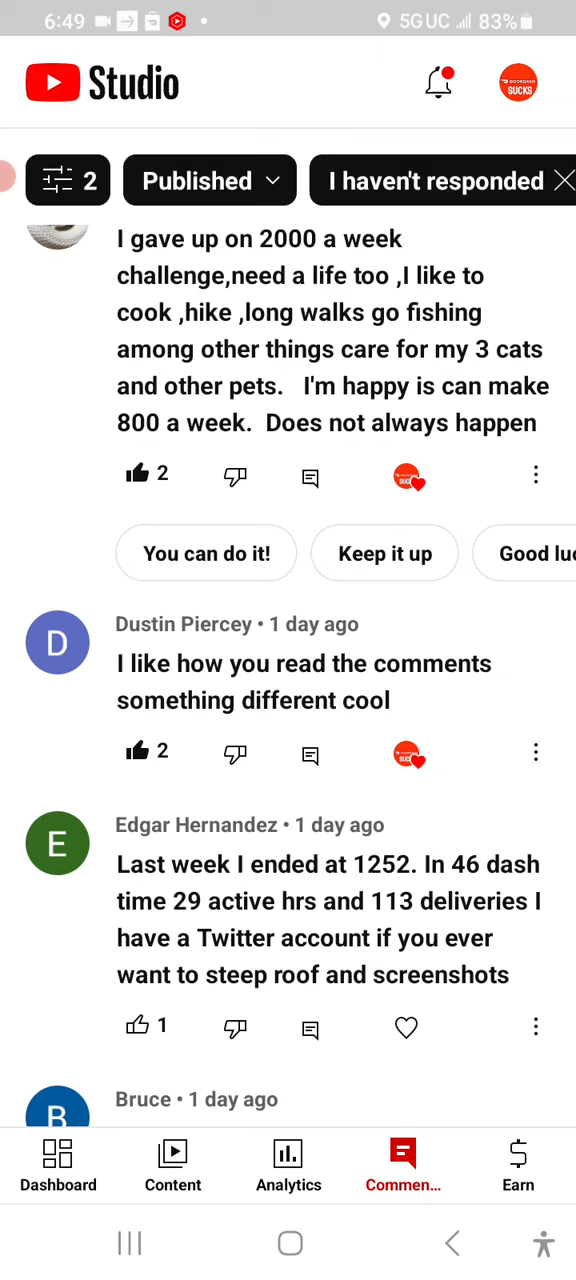 6:49 5G UC 83%
Studio
DOORDASH
SUCKS
2 Published I haven't responded
I gave up on 2000 a week
challenge,need a life too ,I like to
cook ,hike ,long walks go fishing
among other things care for my 3 cats
and other pets. I'm happy is can make
800 a week. Does not always happen
2
You can do it! Keep it up Good luc
Dustin Piercey • 1 day ago
D
I like how you read the comments
something different cool
2
Edgar Hernandez • 1 day ago
E
Last week I ended at 1252. In 46 dash
time 29 active hrs and 113 deliveries I
have a Twitter account if you ever
want to steep roof and screenshots
1
Bruce • 1 day ago
B
Dashboard Content Analytics Commen... Earn